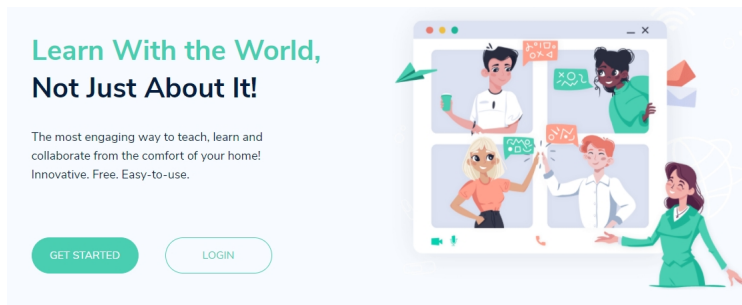 Learn With the World,
Not Just About It!
The most engaging way to teach, learn and
collaborate from the comfort of your home!
Innovative. Free. Easy-to-use.
GET STARTED
LOGIN